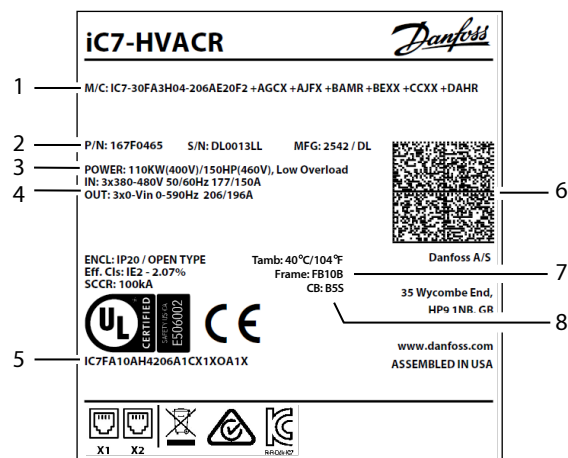 iC7-HVACR
Danfoss
1
M/C: IC7-30FA3H04-206AE20F2 +AGCX +AJFX +BAMR +BEXX +CCXX +DAHR
2
P/N: 167F0465 S/N: DL0013LL MFG: 2542 / DL
3
POWER: 110KW(400V)/150HP(460V), Low Overload
IN: 3x380-480V 50/60Hz 177/150A
4
OUT: 3x0-Vin 0-590Hz 206/196A
6
ENCL: IP20 / OPEN TYPE
Tamb: 40°C/104°F
Danfoss A/S
Eff. Cls: IE2 - 2.07%
Frame: FB10B
7
SCCR: 100kA
CB: B5S
35 Wycombe End,
HP9 1NB, GB
8
UL
CERTIFIED
SAFETY US CA
E506002
CE
www.danfoss.com
5
IC7FA10AH4206A1CX1XOA1X
ASSEMBLED IN USA
X1 X2